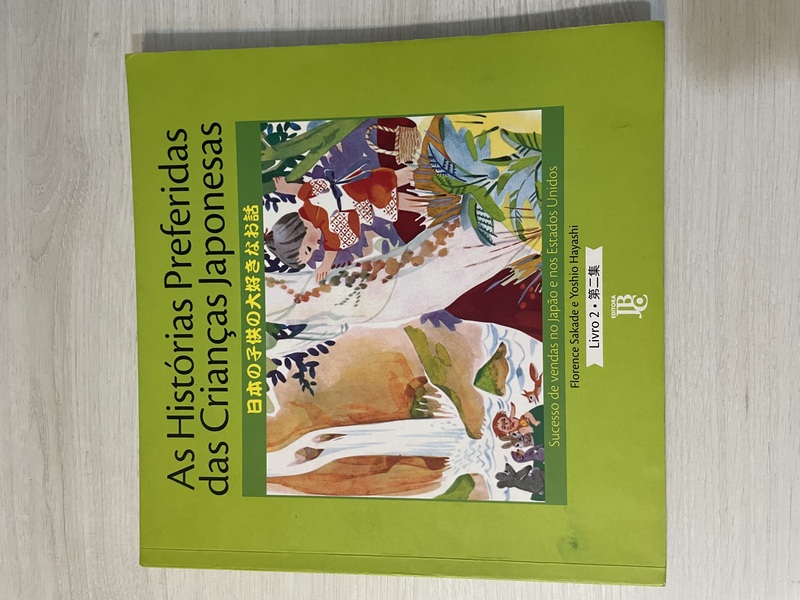 As Histórias Preferidas
das Crianças Japonesas
日本の子供の大好きなお話
Sucesso de vendas no Japão e nos Estados Unidos
Florence Sakade e Yoshio Hayashi
Livro 2 • 第二集
EDITORA
JBC